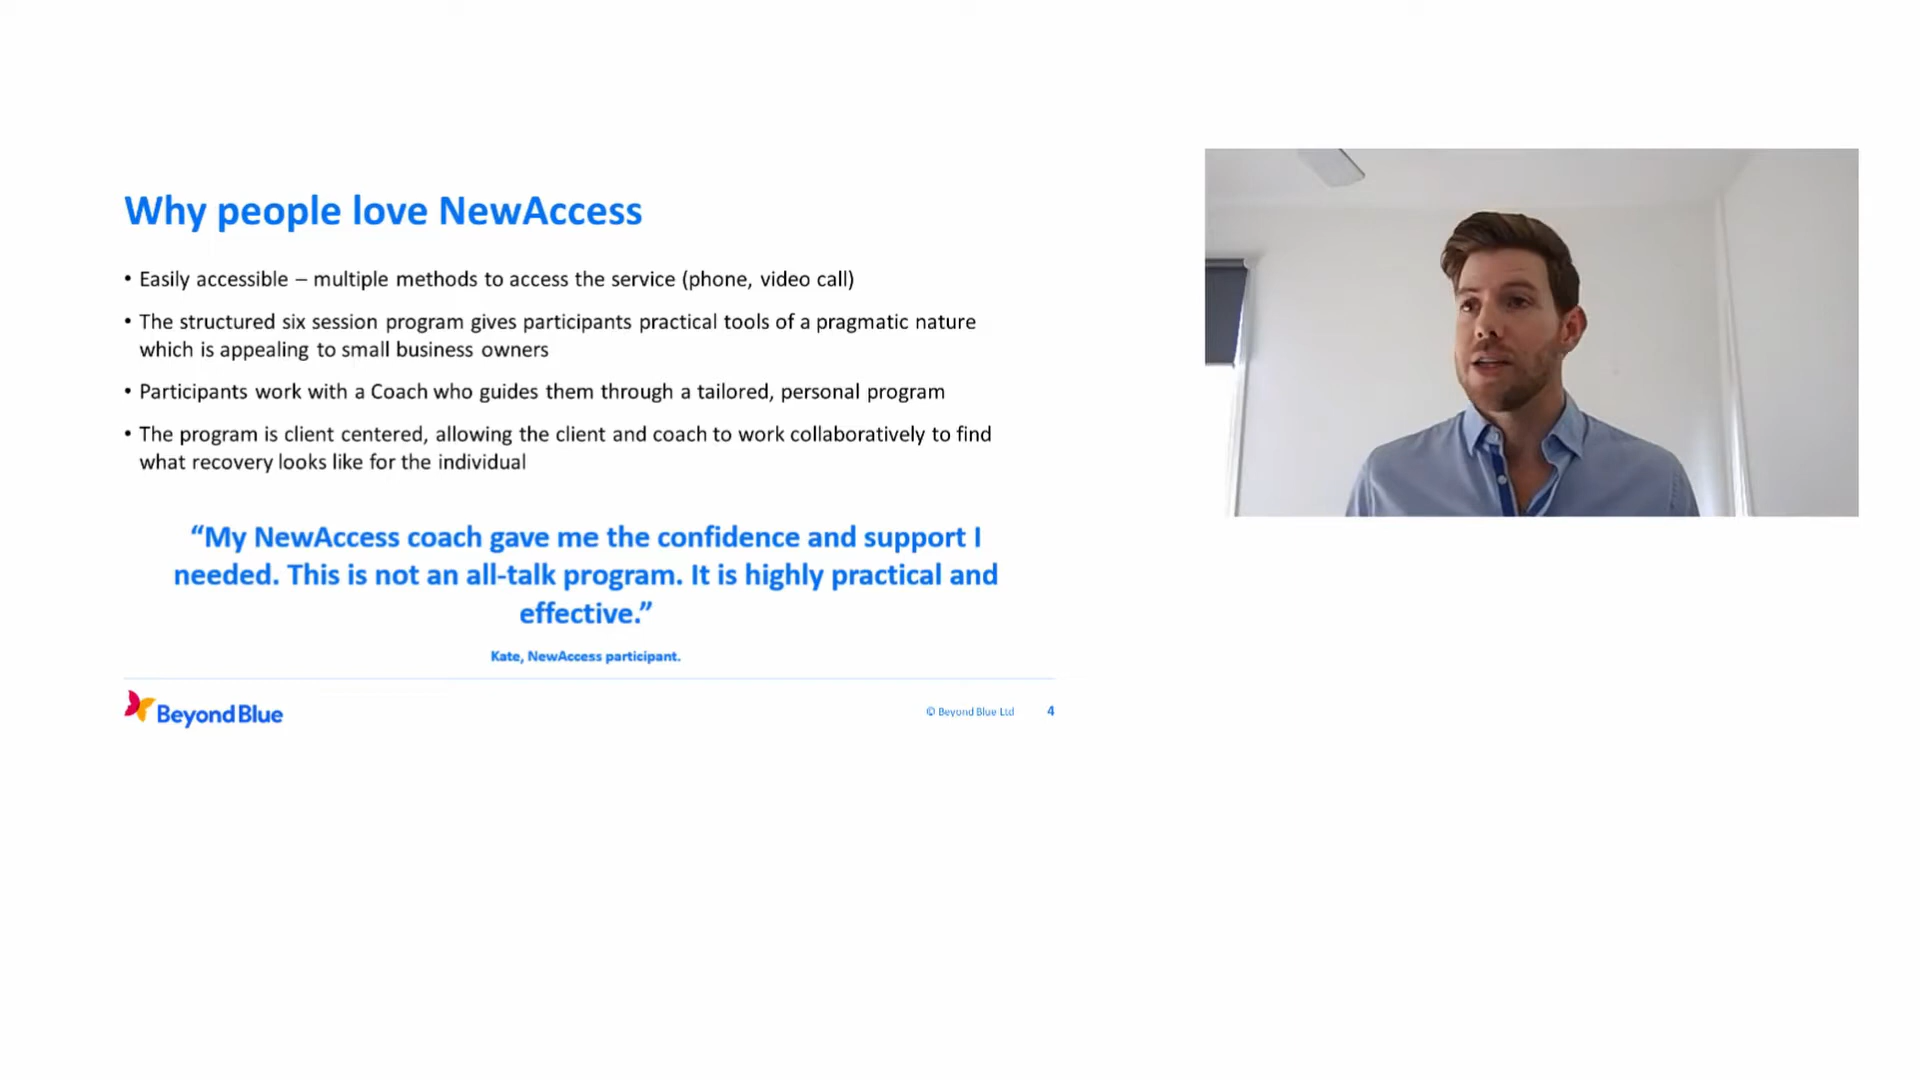 Why people love NewAccess
• Easily accessible – multiple methods to access the service (phone, video call)
• The structured six session program gives participants practical tools of a pragmatic nature
which is appealing to small business owners
• Participants work with a Coach who guides them through a tailored, personal program
• The program is client centered, allowing the client and coach to work collaboratively to find
what recovery looks like for the individual
“My NewAccess coach gave me the confidence and support I
needed. This is not an all-talk program. It is highly practical and
effective.”
Kate, NewAccess participant.
Beyond Blue
© Beyond Blue Ltd 4